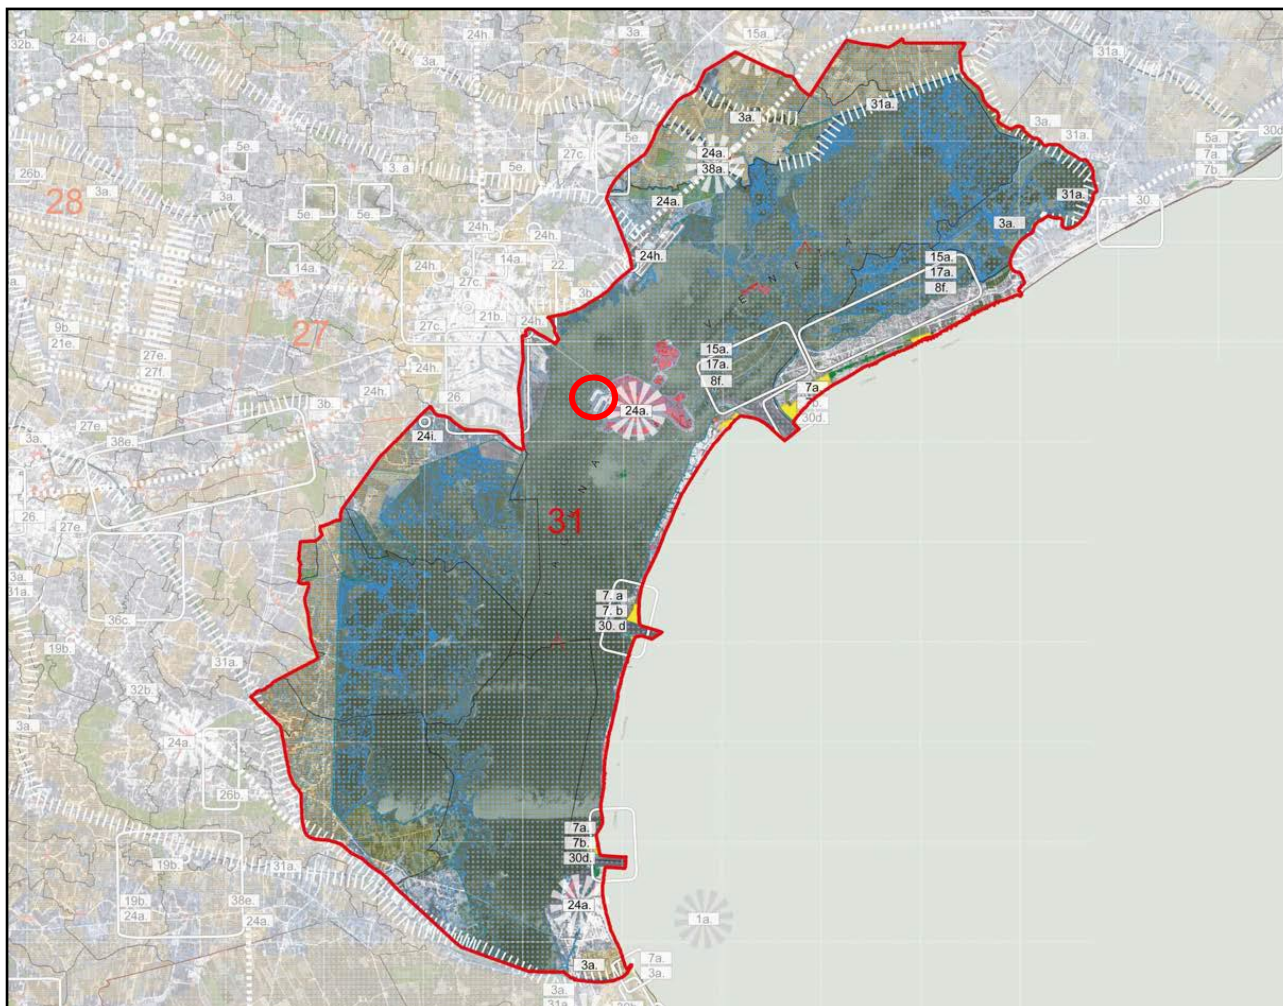 32b.
24i.
24h.
3a.
15a.
31a.
3a.
3a.
31a.
3a.
31a.
5a.
7a.
7b.
30d
5e.
3. a
5e.
27c.
5e.
24a.
38a.
26b.
3a.
28
3a.
5e.
5e.
24a.
31a.
30.
3a.
24h.
24h.
14a.
14a.
22.
24h.
24h.
27c.
3b.
21b.
27c.
24h.
15a.
17a.
8f.
9b.
21e.
27
27e.
27f.
15a.
17a.
8f.
24h.
3b.
26.
7a.
7b.
30d.
24a.
27e.
38e.
3a.
24i.
26.
27e.
31
3a.
31a.
36c.
7. a
7. b
30. d
19b.
31a.
32b.
3a.
24a.
26b.
7a.
7b.
30d.
19b.
31a.
19b.
24a.
38e.
24a.
1a.
3a.
7a.
3a.
3a.
31a.